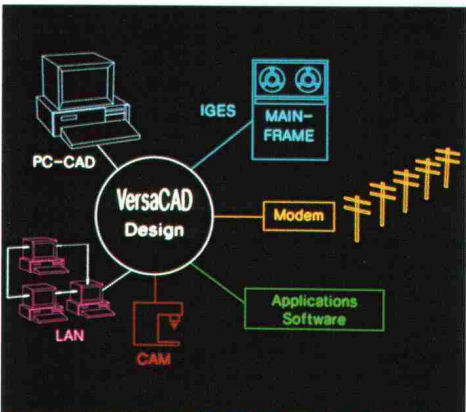 IGES
MAIN-
FRAME
PC-CAD
VersaCAD
Design
Modem
LAN
CAM
Applications
Software